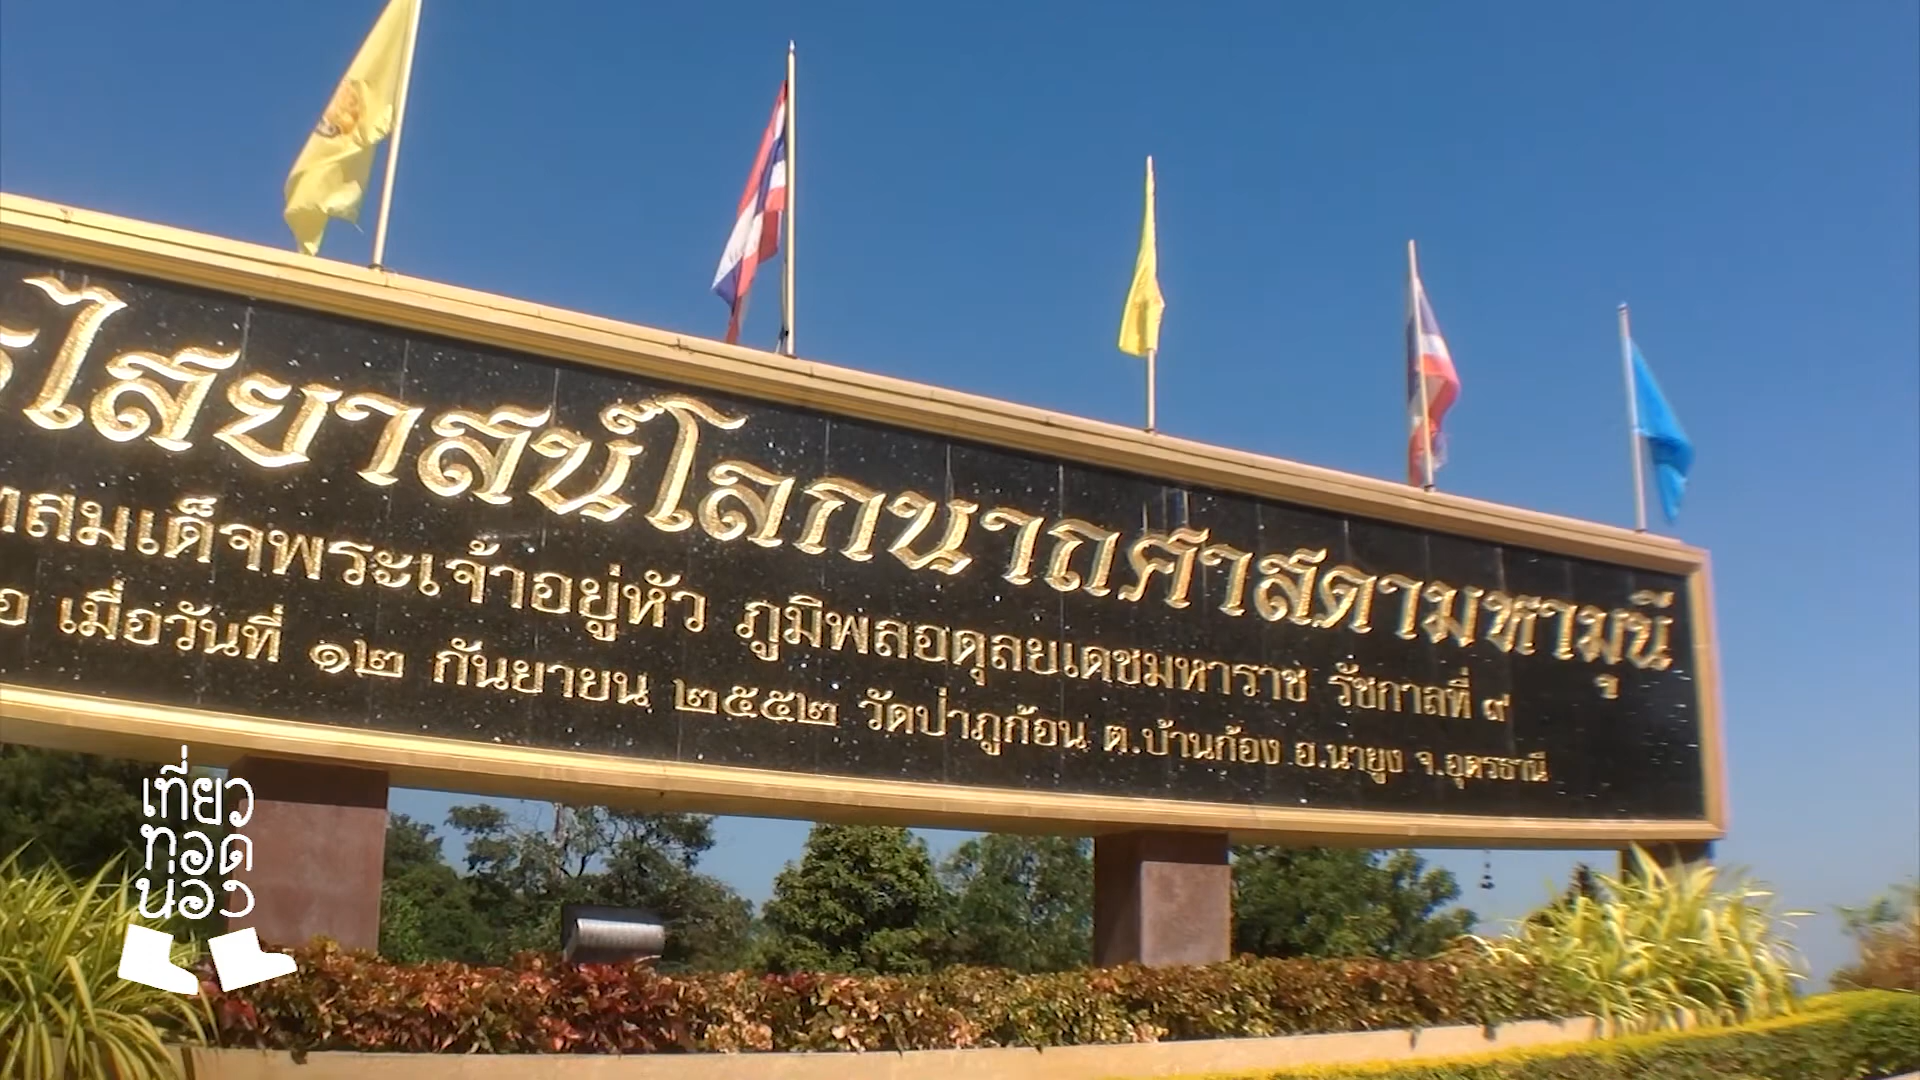 ไสยาสน์โลกนาถศาสดามหามุนี
สมเด็จพระเจ้าอยู่หัว ภูมิพลอดุลยเดชมหาราช รัชกาลที่ ๙
เมื่อวันที่ ๑๒ กันยายน ๒๕๕๒ วัดป่าภูก้อน ต.บ้านก้อง อ.นายูง จ.อุดรธานี
เที่ยว
ทอด
น่อง